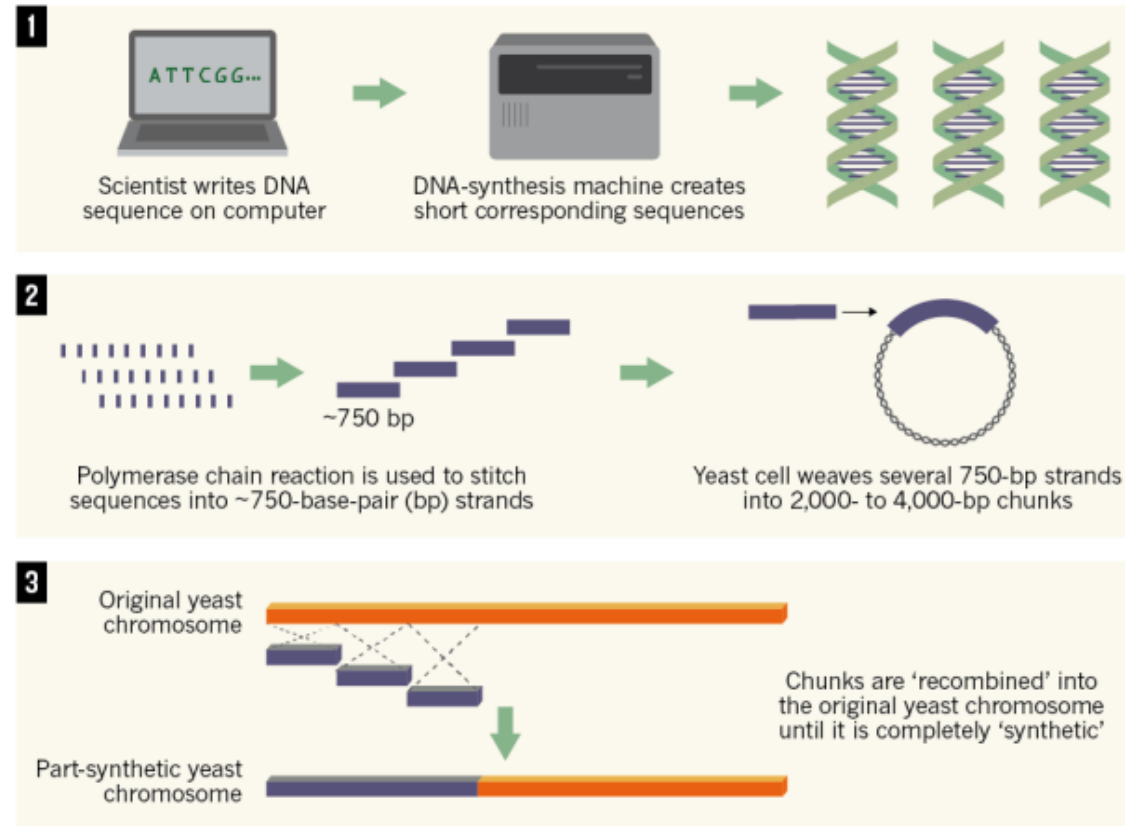 1
ATTCGG...
Scientist writes DNA
sequence on computer
DNA-synthesis machine creates
short corresponding sequences
2
~750 bp
Polymerase chain reaction is used to stitch
sequences into ~750-base-pair (bp) strands
Yeast cell weaves several 750-bp strands
into 2,000- to 4,000-bp chunks
3
Original yeast
chromosome
Chunks are ‘recombined’ into
the original yeast chromosome
until it is completely ‘synthetic’
Part-synthetic yeast
chromosome